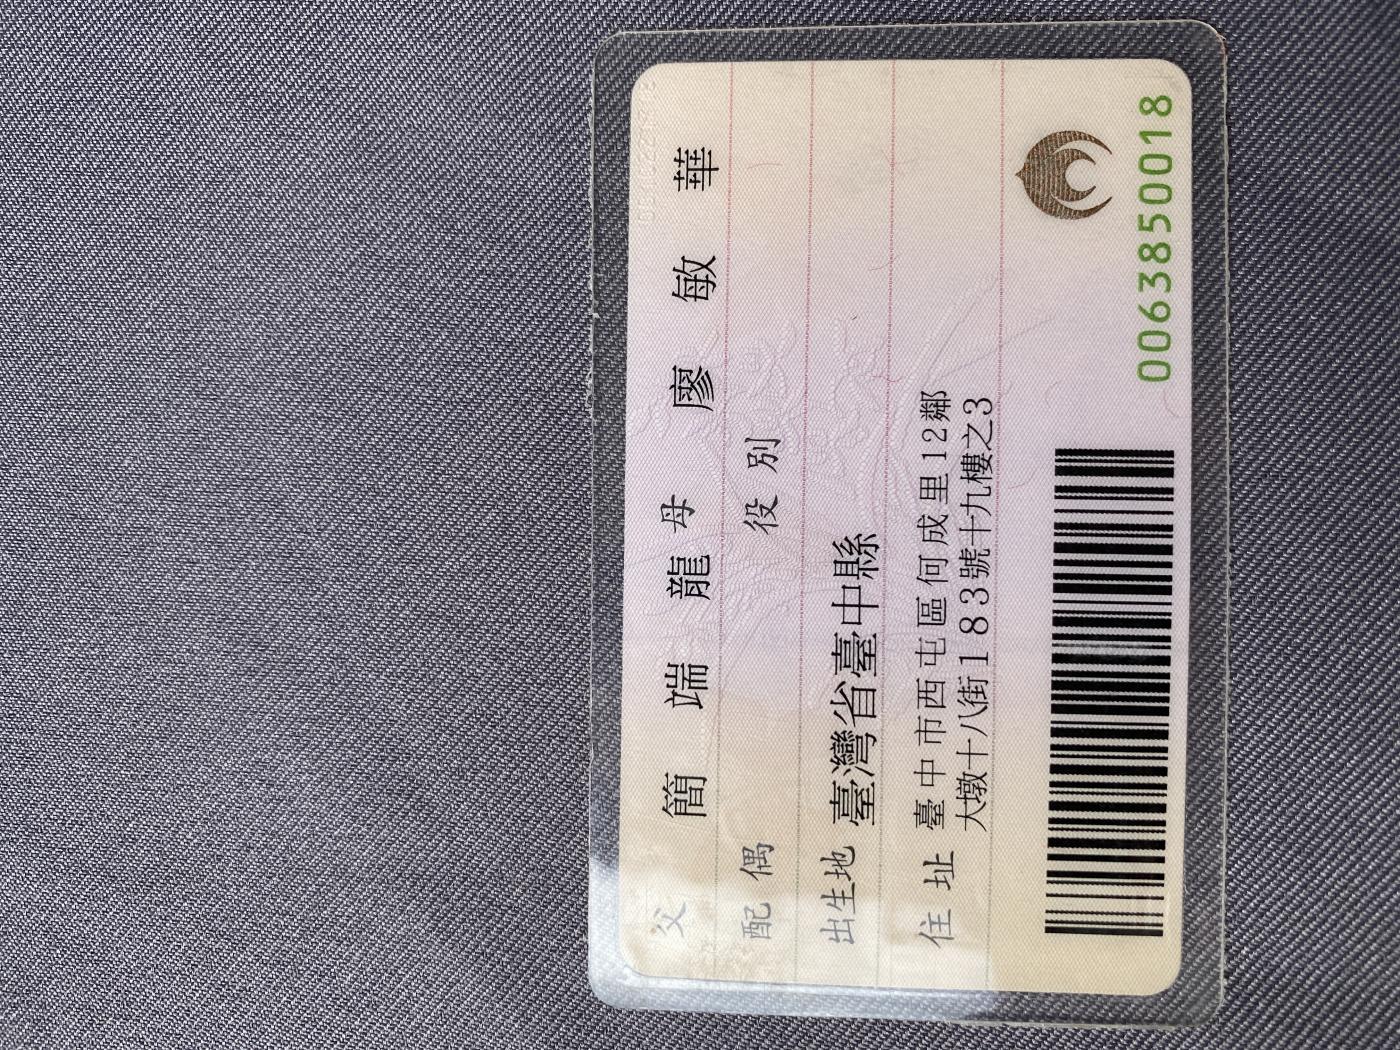 父 簡端龍 母 廖敏華
配偶 役別
出生地 臺灣省臺中縣
住址 臺中市西屯區何成里12鄰
大墩十八街183號十九樓之3
0063850018